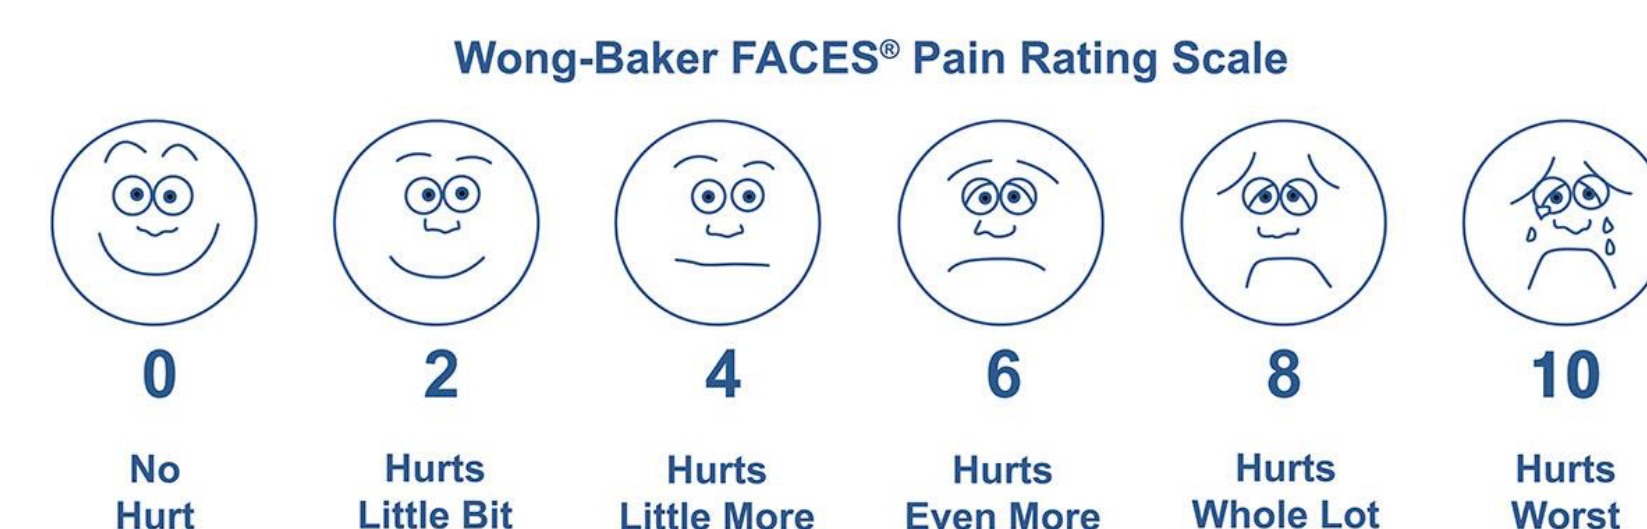 Wong-Baker FACES® Pain Rating Scale
0 2 4 6 8 10
No Hurts Hurts Hurts Hurts Hurts
Hurt Little Bit Little More Even More Whole Lot Worst